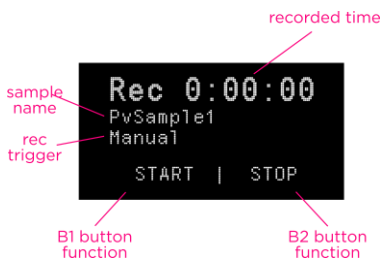 recorded time
Rec 0:00:00
sample
name
PvSample1
rec
trigger
Manual
START | STOP
B1 button
function
B2 button
function